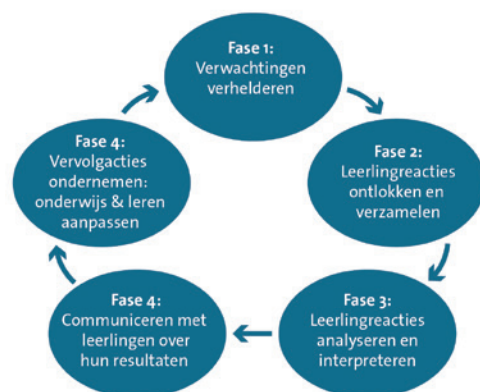 Fase 1:
Verwachtingen
verhelderen
Fase 2:
Leerlingreacties
ontlokken en
verzamelen
Fase 3:
Leerlingreacties
analyseren en
interpreteren
Fase 4:
Communiceren met
leerlingen over
hun resultaten
Fase 4:
Vervolgacties
ondernemen:
onderwijs & leren
aanpassen